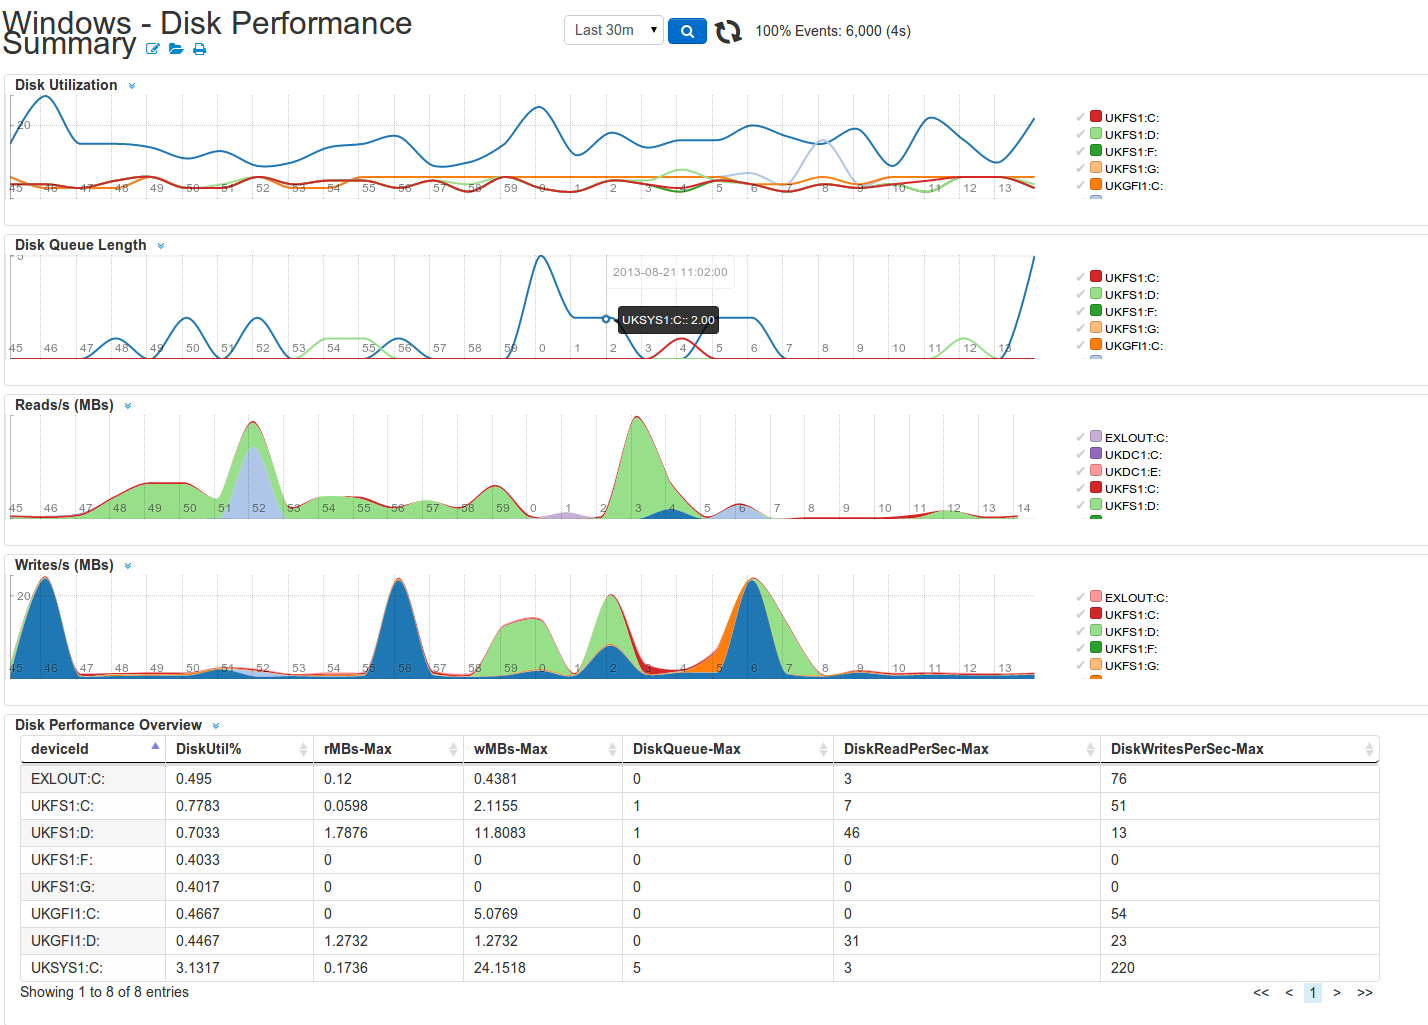 Windows - Disk Performance
Summary
Last 30m
100% Events: 6,000 (4s)
Disk Utilization
20
45 46 47 48 49 50 51 52 53 54 55 56 57 58 59 0 1 2 3 4 5 6 7 8 9 10 11 12 13
UKFS1:C:
UKFS1:D:
UKFS1:F:
UKFS1:G:
UKGFI1:C:
Disk Queue Length
5
2013-08-21 11:02:00
UKSYS1:C:: 2.00
45 46 47 48 49 50 51 52 53 54 55 56 57 58 59 0 1 2 3 4 5 6 7 8 9 10 11 12 13
UKFS1:C:
UKFS1:D:
UKFS1:F:
UKFS1:G:
UKGFI1:C:
Reads/s (MBs)
45 46 47 48 49 50 51 52 53 54 55 56 57 58 59 0 1 2 3 4 5 6 7 8 9 10 11 12 13 14
EXLOUT:C:
UKDC1:C:
UKDC1:E:
UKFS1:C:
UKFS1:D:
Writes/s (MBs)
20
45 46 47 48 49 50 51 52 53 54 55 56 57 58 59 0 1 2 3 4 5 6 7 8 9 10 11 12 13
EXLOUT:C:
UKFS1:C:
UKFS1:D:
UKFS1:F:
UKFS1:G:
Disk Performance Overview
deviceId DiskUtil% rMBs-Max wMBs-Max DiskQueue-Max DiskReadPerSec-Max DiskWritesPerSec-Max
EXLOUT:C: 0.495 0.12 0.4381 0 3 76
UKFS1:C: 0.7783 0.0598 2.1155 1 7 51
UKFS1:D: 0.7033 1.7876 11.8083 1 46 13
UKFS1:F: 0.4033 0 0 0 0 0
UKFS1:G: 0.4017 0 0 0 0 0
UKGFI1:C: 0.4667 0 5.0769 0 0 54
UKGFI1:D: 0.4467 1.2732 1.2732 0 31 23
UKSYS1:C: 3.1317 0.1736 24.1518 5 3 220
Showing 1 to 8 of 8 entries
<< < 1 > >>